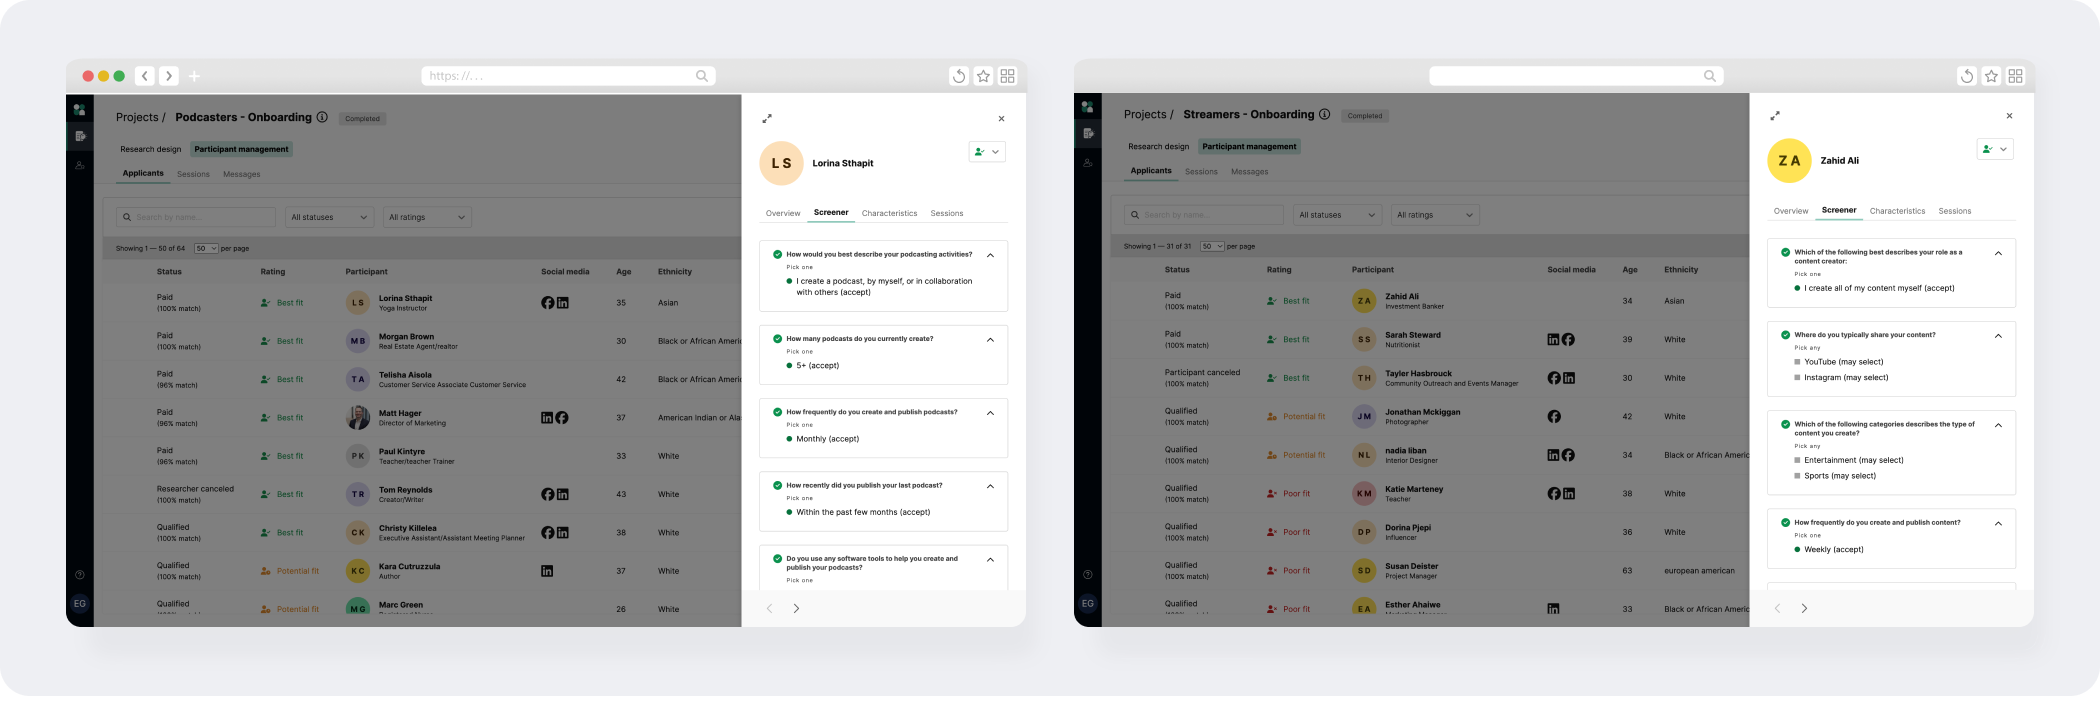 https://...
Projects / Podcasters - Onboarding Completed
Research design Participant management
Applicants Sessions Messages
Search by name...
All statuses
All ratings
Showing 1 — 50 of 64 50 per page
Status Rating Participant Social media Age Ethnicity
Paid
(100% match)
Best fit
LS
Lorina Sthapit
Yoga Instructor
35
Asian
Paid
(100% match)
Best fit
MB
Morgan Brown
Real Estate Agent/realtor
30
Black or African Americ
Paid
(96% match)
Best fit
TA
Telisha Aisola
Customer Service Associate Customer Service
42
Black or African Americ
Paid
(96% match)
Best fit
Matt Hager
Director of Marketing
37
American Indian or Alas
Paid
(96% match)
Best fit
PK
Paul Kintyre
Teacher/teacher Trainer
33
White
Researcher canceled
(100% match)
Best fit
TR
Tom Reynolds
Creator/Writer
43
White
Qualified
(100% match)
Best fit
CK
Christy Killelea
Executive Assistant/Assistant Meeting Planner
38
White
Qualified
(100% match)
Potential fit
KC
Kara Cutruzzula
Author
37
White
Qualified
Potential fit
MG
Marc Green
26
White
EG
LS
Lorina Sthapit
Overview Screener Characteristics Sessions
How would you best describe your podcasting activities?
Pick one
I create a podcast, by myself, or in collaboration
with others (accept)
How many podcasts do you currently create?
Pick one
5+ (accept)
How frequently do you create and publish podcasts?
Pick one
Monthly (accept)
How recently did you publish your last podcast?
Pick one
Within the past few months (accept)
Do you use any software tools to help you create and
publish your podcasts?
Pick one
Projects / Streamers - Onboarding Completed
Research design Participant management
Applicants Sessions Messages
Search by name...
All statuses
All ratings
Showing 1 — 31 of 31 50 per page
Status Rating Participant Social media Age Ethnicity
Paid
(100% match)
Best fit
ZA
Zahid Ali
Investment Banker
34
Asian
Paid
(100% match)
Best fit
SS
Sarah Steward
Nutritionist
39
White
Participant canceled
(100% match)
Best fit
TH
Tayler Hasbrouck
Community Outreach and Events Manager
30
White
Qualified
(100% match)
Potential fit
JM
Jonathan Mckiggan
Photographer
42
White
Qualified
(100% match)
Potential fit
NL
nadia liban
Interior Designer
34
Black or African Americ
Qualified
(100% match)
Poor fit
KM
Katie Marteney
Teacher
38
White
Qualified
(100% match)
Poor fit
DP
Dorina Pjepi
Influencer
36
White
Qualified
(100% match)
Poor fit
SD
Susan Deister
Project Manager
63
european american
Qualified
Poor fit
EA
Esther Ahaiwe
33
Black or African Americ
EG
ZA
Zahid Ali
Overview Screener Characteristics Sessions
Which of the following best describes your role as a
content creator:
Pick one
I create all of my content myself (accept)
Where do you typically share your content?
Pick any
YouTube (may select)
Instagram (may select)
Which of the following categories describes the type of
content you create?
Pick any
Entertainment (may select)
Sports (may select)
How frequently do you create and publish content?
Pick one
Weekly (accept)